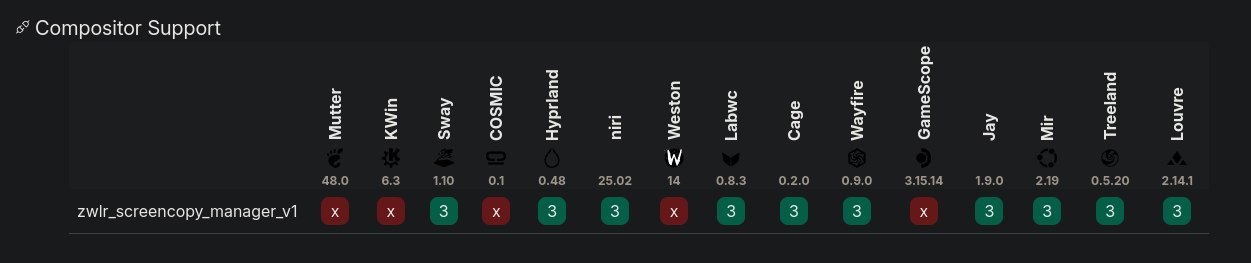 Compositor Support
Mutter KWin Sway COSMIC Hyprland niri Weston Labwc Cage Wayfire GameScope Jay Mir Treeland Louvre
48.0 6.3 1.10 0.1 0.48 25.02 14 0.8.3 0.2.0 0.9.0 3.15.14 1.9.0 2.19 0.5.20 2.14.1
zwlr_screencopy_manager_v1 x x 3 x 3 3 x 3 3 3 x 3 3 3 3